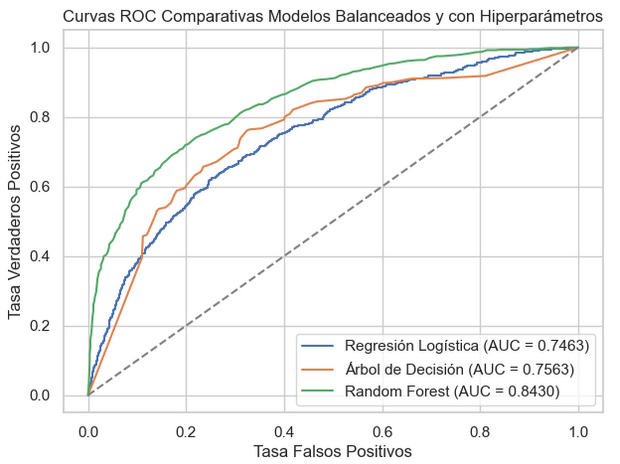 Curvas ROC Comparativas Modelos Balanceados y con Hiperparámetros
1.0
0.8
0.6
0.4
0.2
0.0
Tasa Verdaderos Positivos
Regresión Logística (AUC = 0.7463)
Árbol de Decisión (AUC = 0.7563)
Random Forest (AUC = 0.8430)
0.0 0.2 0.4 0.6 0.8 1.0
Tasa Falsos Positivos